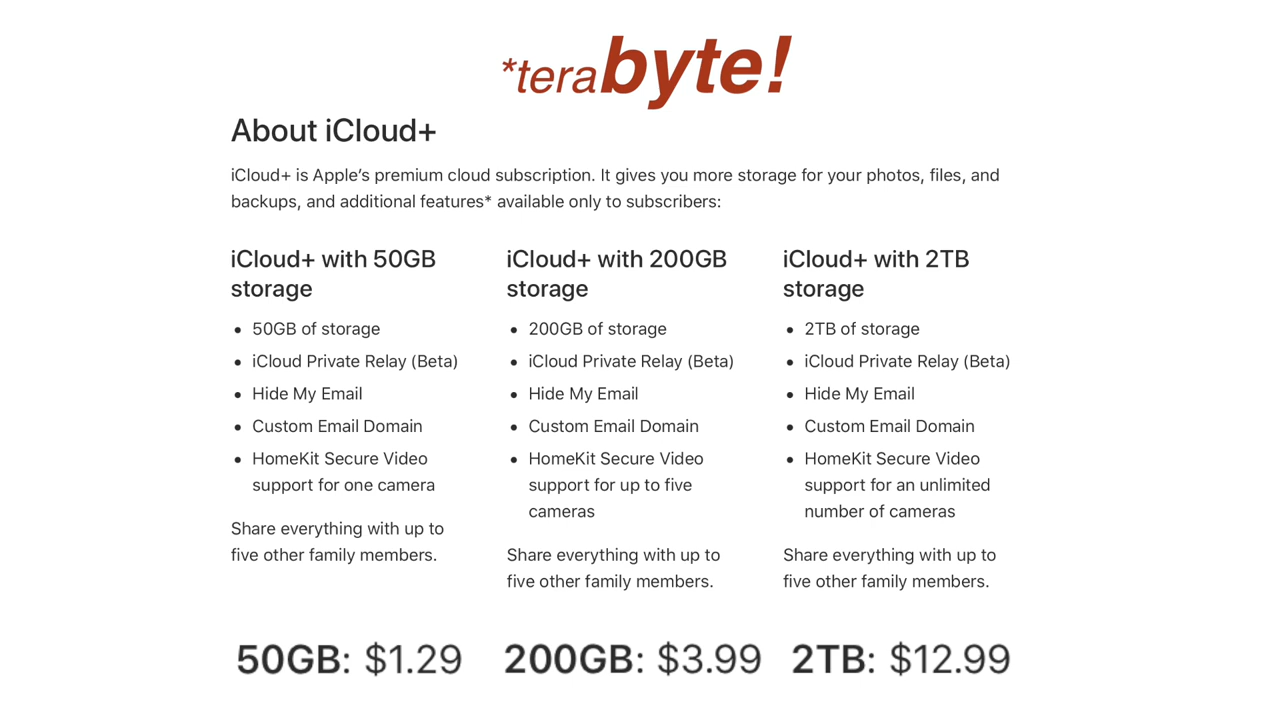 *terabyte!
About iCloud+
iCloud+ is Apple’s premium cloud subscription. It gives you more storage for your photos, files, and
backups, and additional features* available only to subscribers:
iCloud+ with 50GB
storage
• 50GB of storage
• iCloud Private Relay (Beta)
• Hide My Email
• Custom Email Domain
• HomeKit Secure Video
support for one camera
Share everything with up to
five other family members.
iCloud+ with 200GB
storage
• 200GB of storage
• iCloud Private Relay (Beta)
• Hide My Email
• Custom Email Domain
• HomeKit Secure Video
support for up to five
cameras
Share everything with up to
five other family members.
iCloud+ with 2TB
storage
• 2TB of storage
• iCloud Private Relay (Beta)
• Hide My Email
• Custom Email Domain
• HomeKit Secure Video
support for an unlimited
number of cameras
Share everything with up to
five other family members.
50GB: $1.29
200GB: $3.99
2TB: $12.99